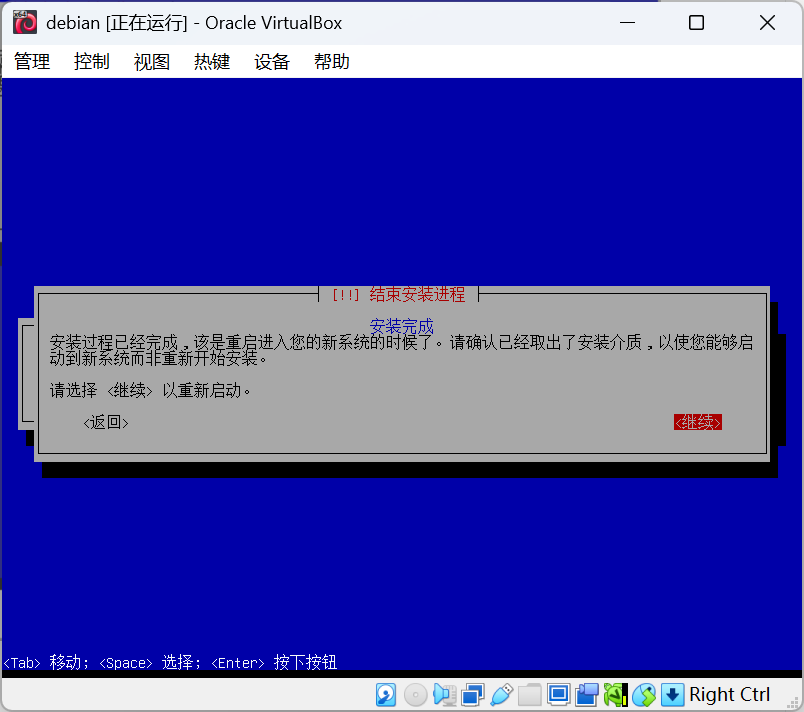 debian [正在运行] - Oracle VirtualBox
管理 控制 视图 热键 设备 帮助
[!!] 结束安装进程
安装完成
安装过程已经完成，该是重启进入您的新系统的时候了。请确认已经取出了安装介质，以使您能够启
动到新系统而非重新开始安装。
请选择 <继续> 以重新启动。
<返回> <继续>
<Tab> 移动; <Space> 选择; <Enter> 按下按钮
Right Ctrl